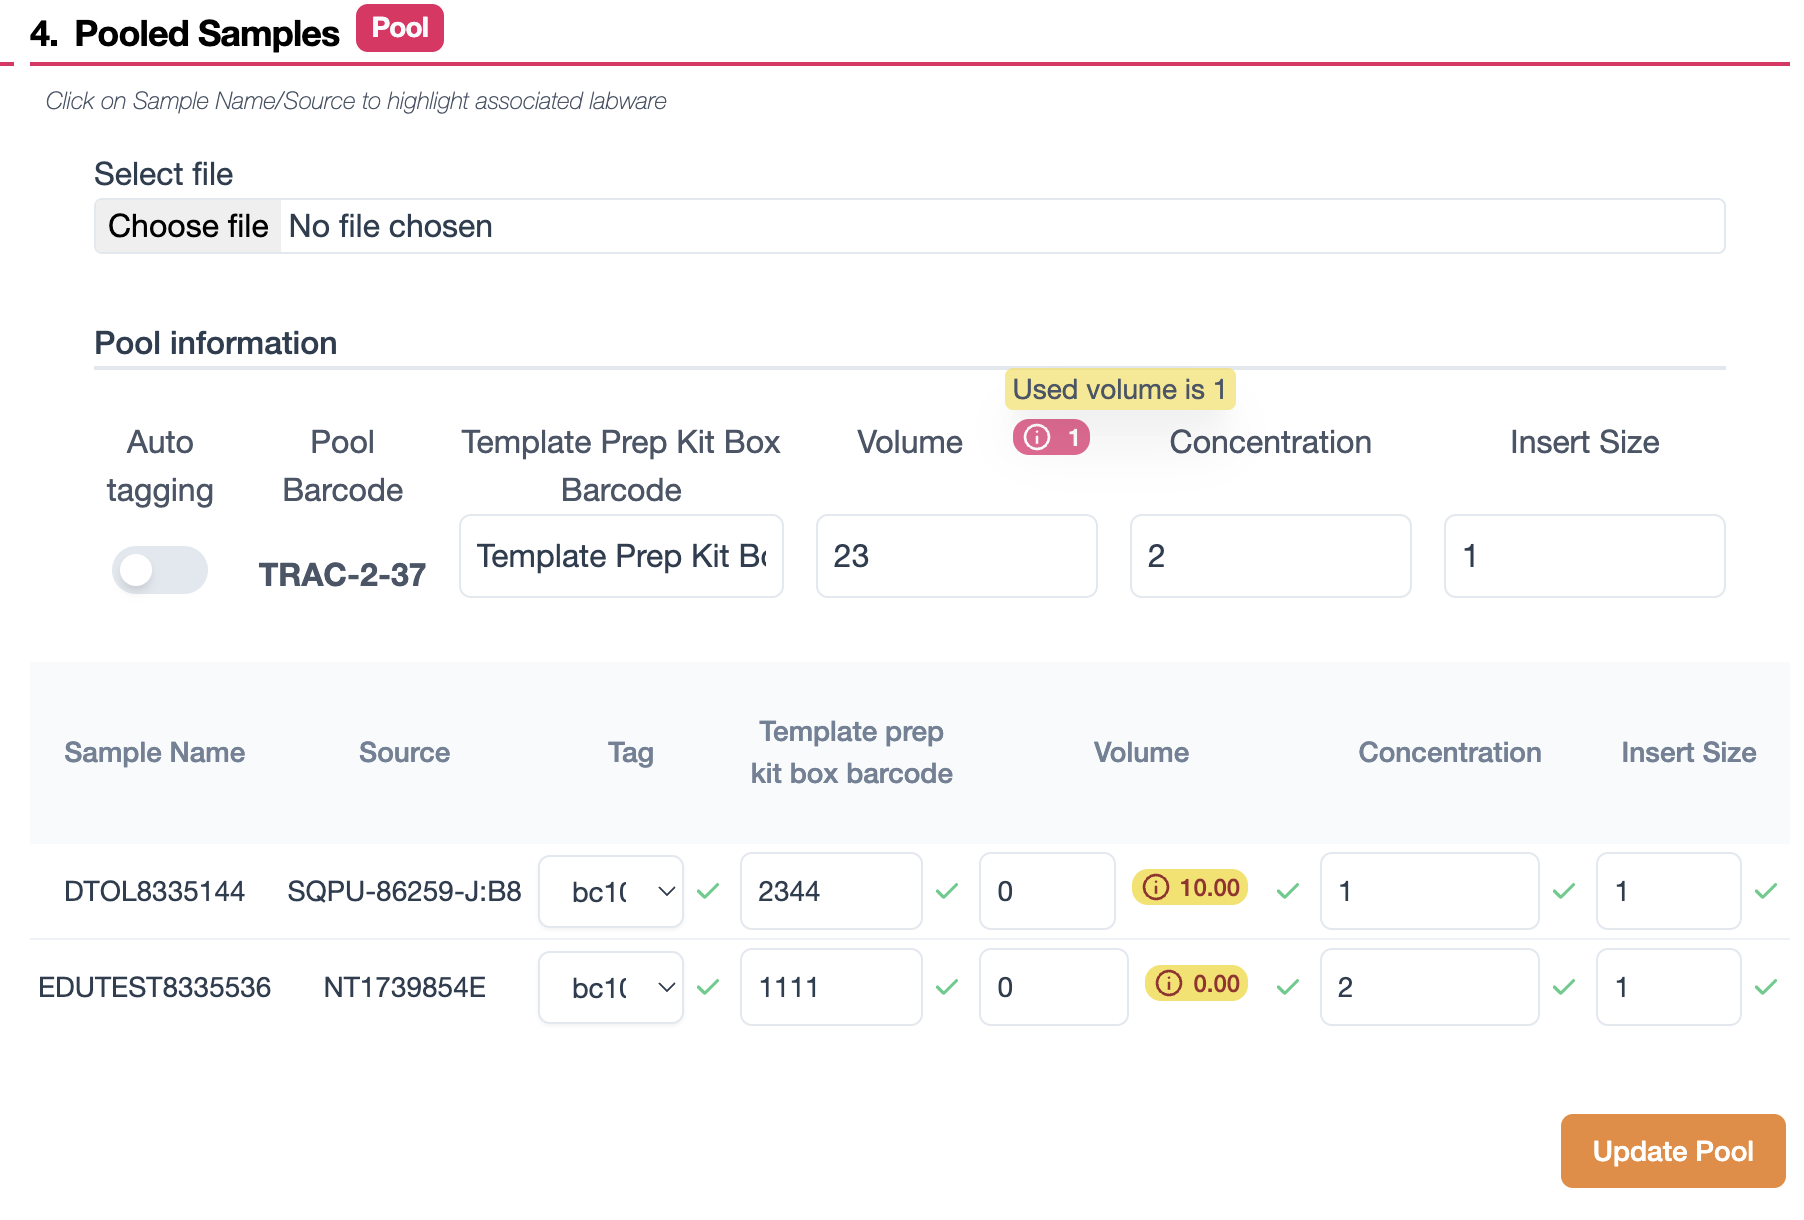 4. Pooled Samples Pool
Click on Sample Name/Source to highlight associated labware
Select file
Choose file No file chosen
Pool information
Used volume is 1
Auto tagging Pool Barcode Template Prep Kit Box Barcode Volume 1 Concentration Insert Size
TRAC-2-37 Template Prep Kit Bo 23 2 1
Sample Name Source Tag Template prep kit box barcode Volume Concentration Insert Size
DTOL8335144 SQPU-86259-J:B8 bc10 2344 0 10.00 1 1
EDUTEST8335536 NT1739854E bc10 1111 0 0.00 2 1
Update Pool